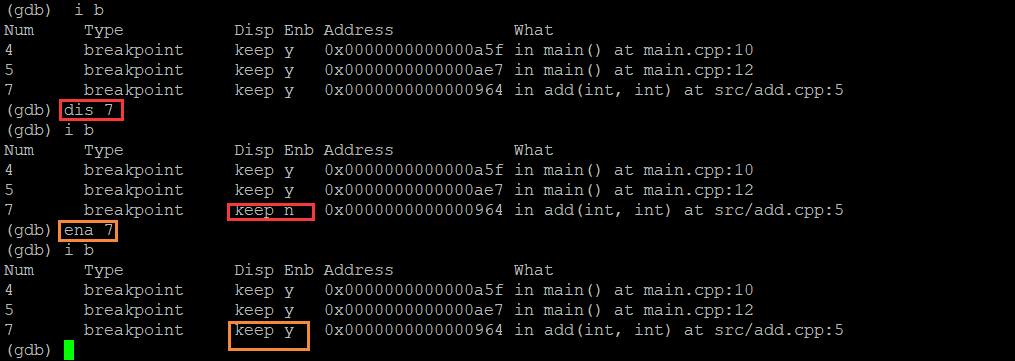 (gdb)  i b
Num     Type           Disp Enb Address            What
4       breakpoint     keep y   0x0000000000000a5f in main() at main.cpp:10
5       breakpoint     keep y   0x0000000000000ae7 in main() at main.cpp:12
7       breakpoint     keep y   0x0000000000000964 in add(int, int) at src/add.cpp:5
(gdb) dis 7
(gdb) i b
Num     Type           Disp Enb Address            What
4       breakpoint     keep y   0x0000000000000a5f in main() at main.cpp:10
5       breakpoint     keep y   0x0000000000000ae7 in main() at main.cpp:12
7       breakpoint     keep n   0x0000000000000964 in add(int, int) at src/add.cpp:5
(gdb) ena 7
(gdb) i b
Num     Type           Disp Enb Address            What
4       breakpoint     keep y   0x0000000000000a5f in main() at main.cpp:10
5       breakpoint     keep y   0x0000000000000ae7 in main() at main.cpp:12
7       breakpoint     keep y   0x0000000000000964 in add(int, int) at src/add.cpp:5
(gdb)